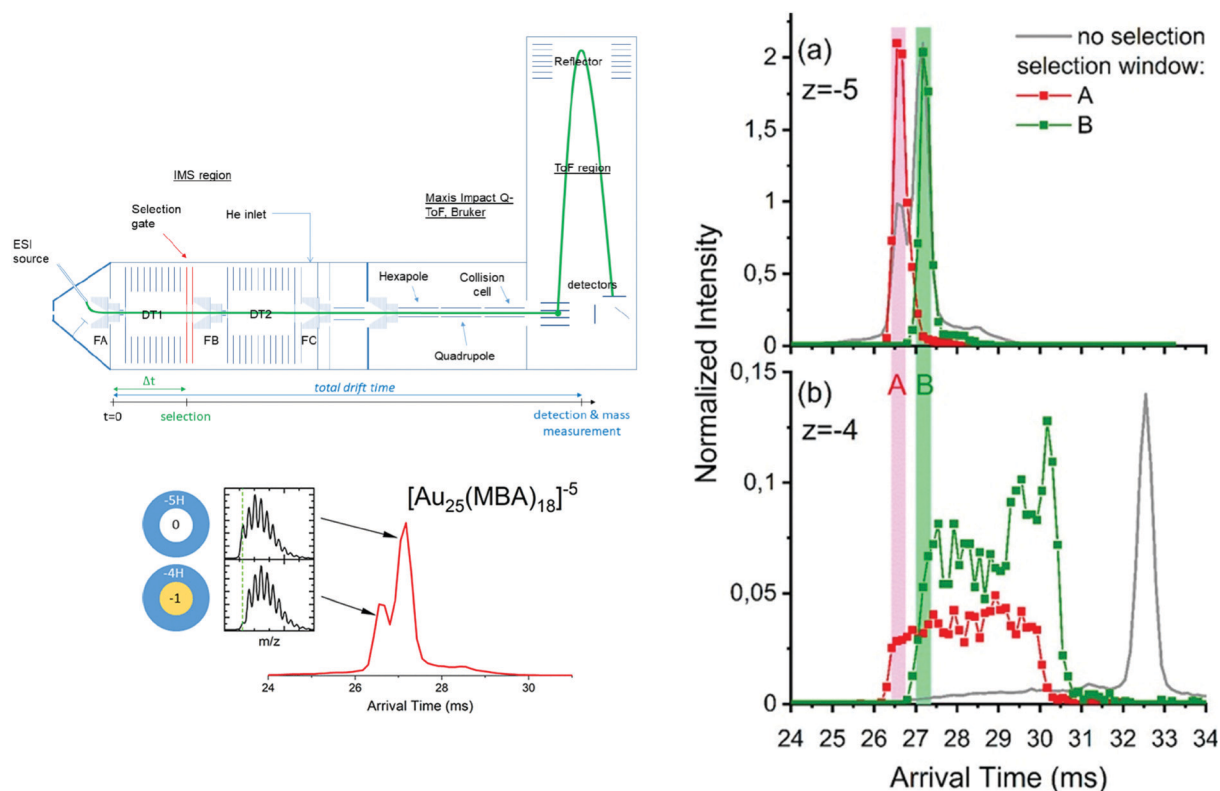 Reflector
ToF region
IMS region
Maxis Impact Q-
ToF, Bruker
Selection
gate
He inlet
ESI
source
Hexapole
Collision
cell
detectors
DT1
DT2
FA
FB
FC
Quadrupole
Δt
total drift time
t=0
selection
detection & mass
measurement
[Au25(MBA)18]-5
-5H
0
-4H
-1
m/z
24 26 28 30
Arrival Time (ms)
(a)
z=-5
no selection
selection window:
A
B
2
1,5
1
0,5
0
A
B
(b)
z=-4
0,15
0,1
0,05
0
Normalized Intensity
24 25 26 27 28 29 30 31 32 33 34
Arrival Time (ms)